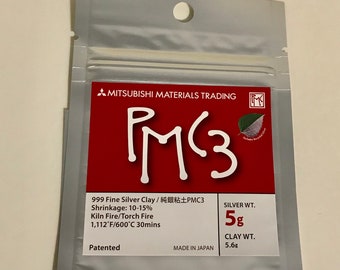 MITSUBISHI MATERIALS TRADING
PMC
PMC3
999 Fine Silver Clay / 純銀粘土PMC3
Shrinkage: 10-15%
Kiln Fire/Torch Fire
1,112˚F/600˚C 30mins
Patented
MADE IN JAPAN
SILVER WT.
5g
CLAY WT.
5.6g